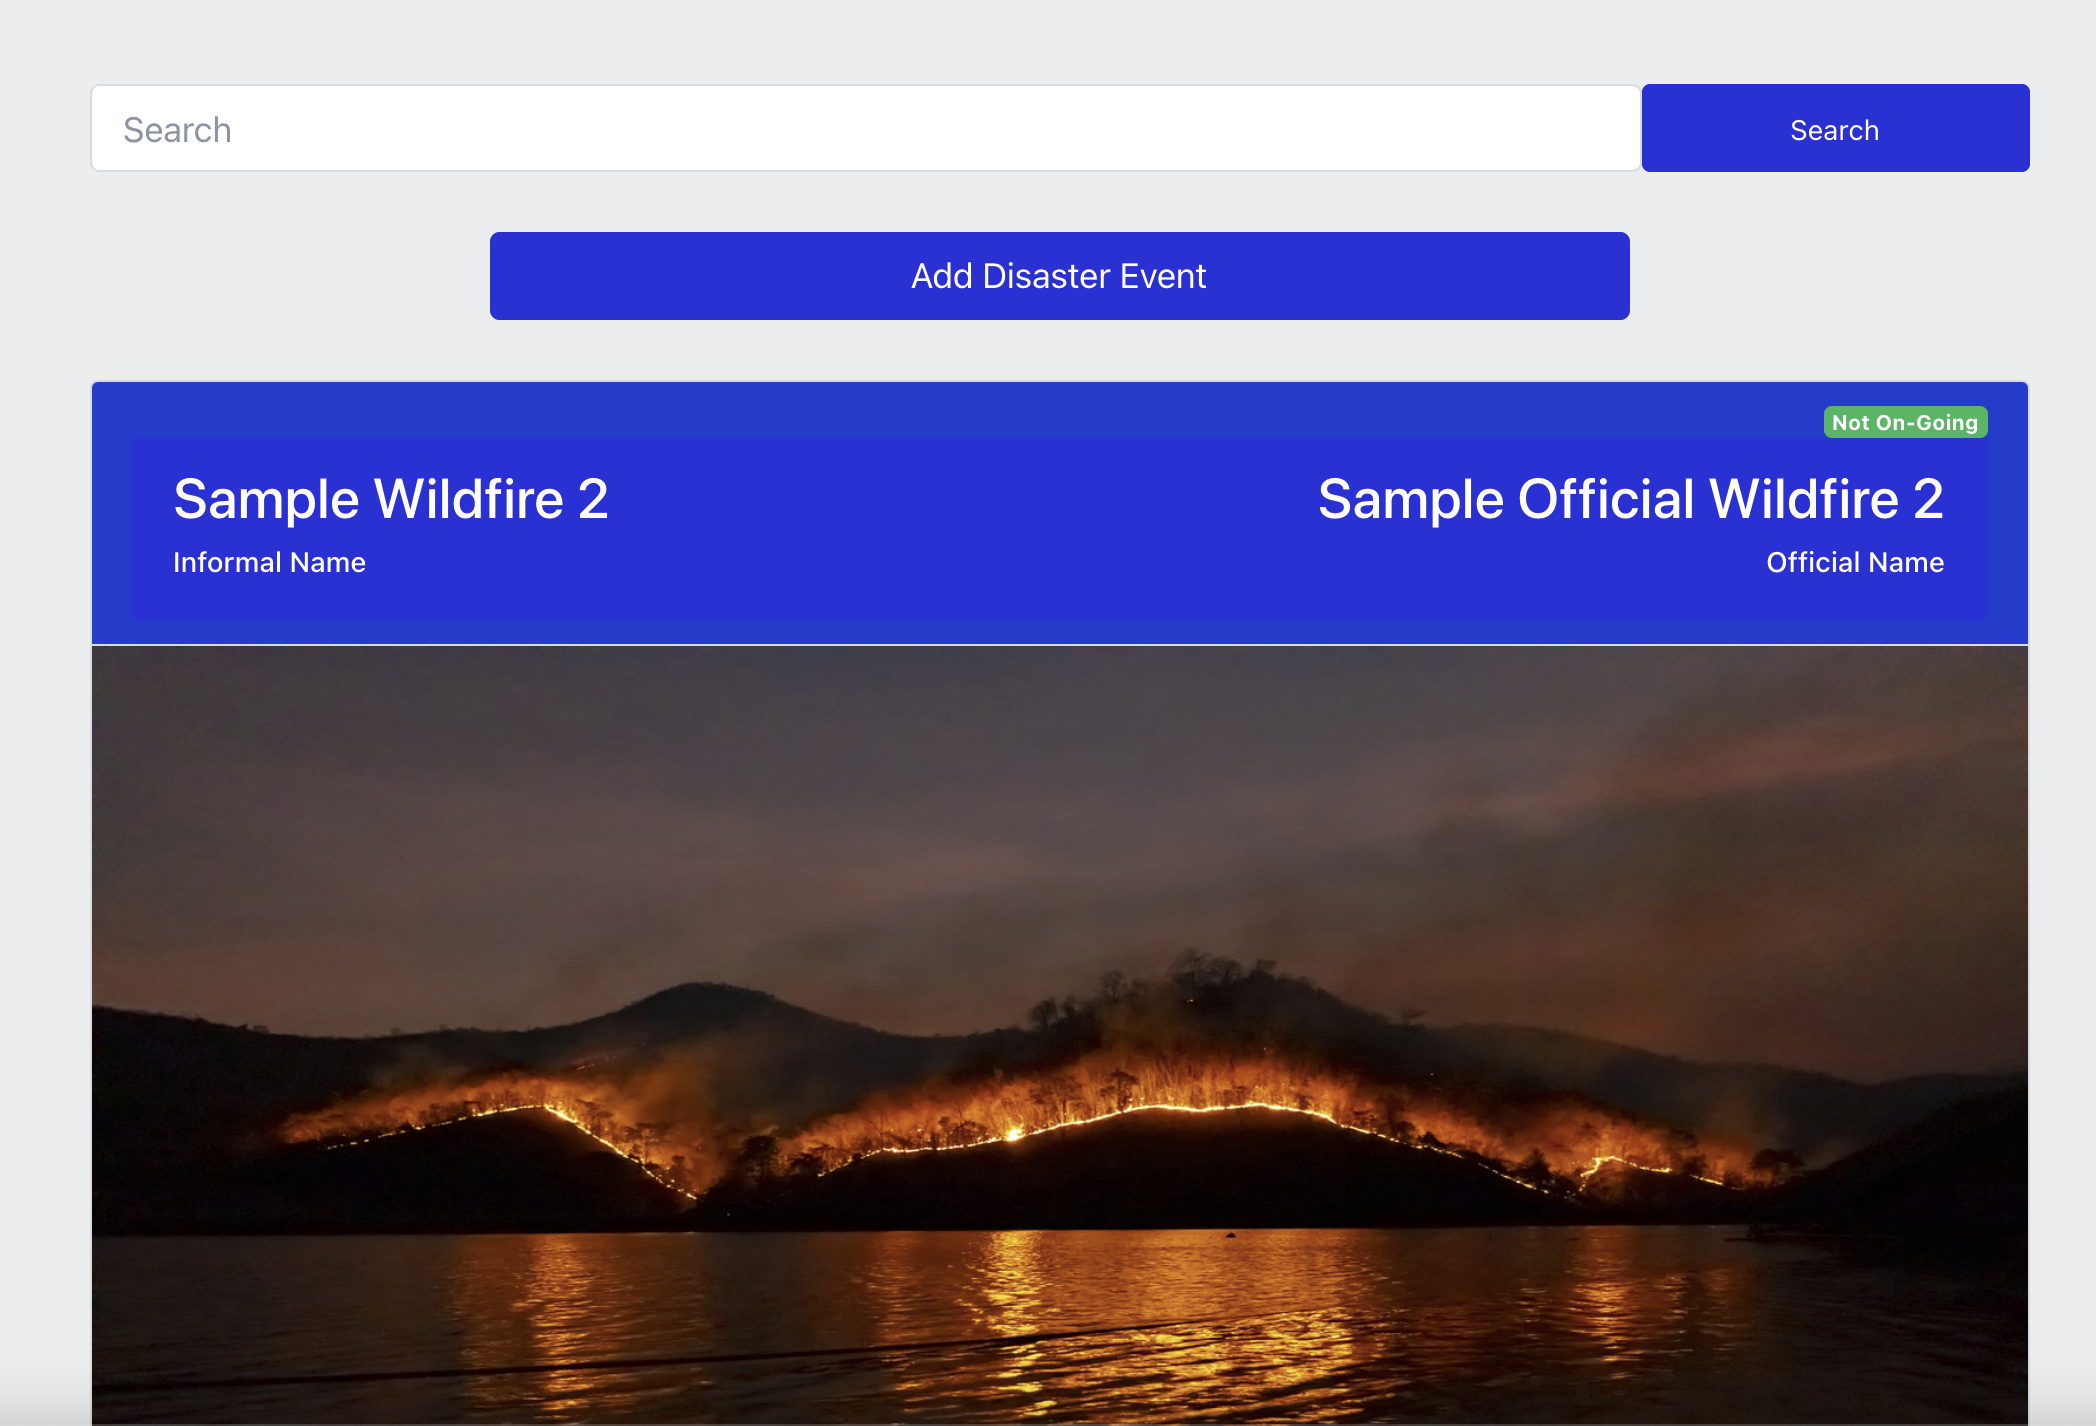 Search
Search
Add Disaster Event
Not On-Going
Sample Wildfire 2
Informal Name
Sample Official Wildfire 2
Official Name